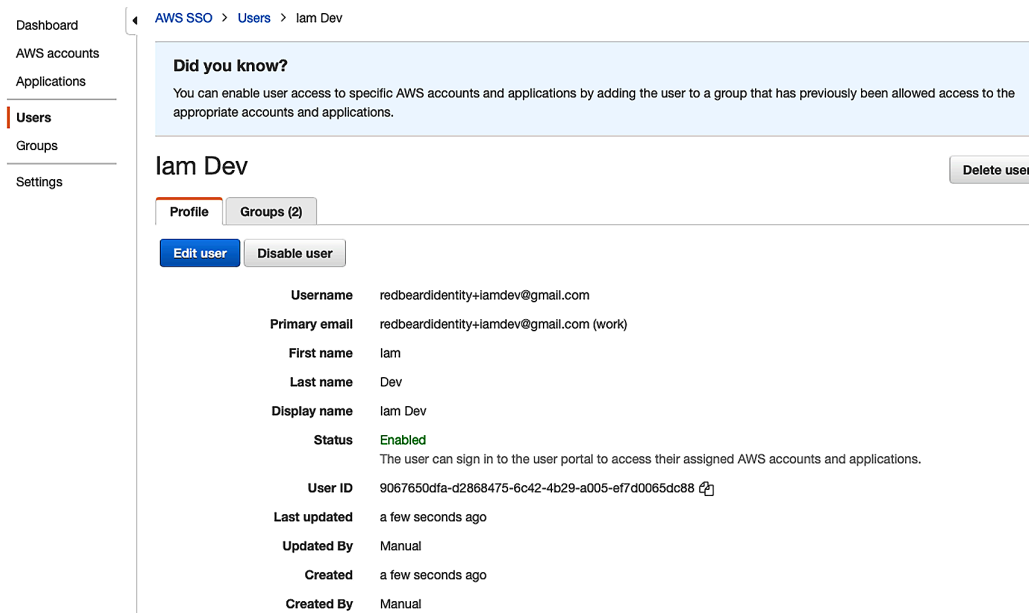 Dashboard
AWS accounts
Applications
Users
Groups
Settings
AWS SSO > Users > Iam Dev
Did you know?
You can enable user access to specific AWS accounts and applications by adding the user to a group that has previously been allowed access to the
appropriate accounts and applications.
Iam Dev
Delete user
Profile
Groups (2)
Edit user
Disable user
Username redbeardidentity+iamdev@gmail.com
Primary email redbeardidentity+iamdev@gmail.com (work)
First name Iam
Last name Dev
Display name Iam Dev
Status Enabled
The user can sign in to the user portal to access their assigned AWS accounts and applications.
User ID 9067650dfa-d2868475-6c42-4b29-a005-ef7d0065dc88
Last updated a few seconds ago
Updated By Manual
Created a few seconds ago
Created By Manual